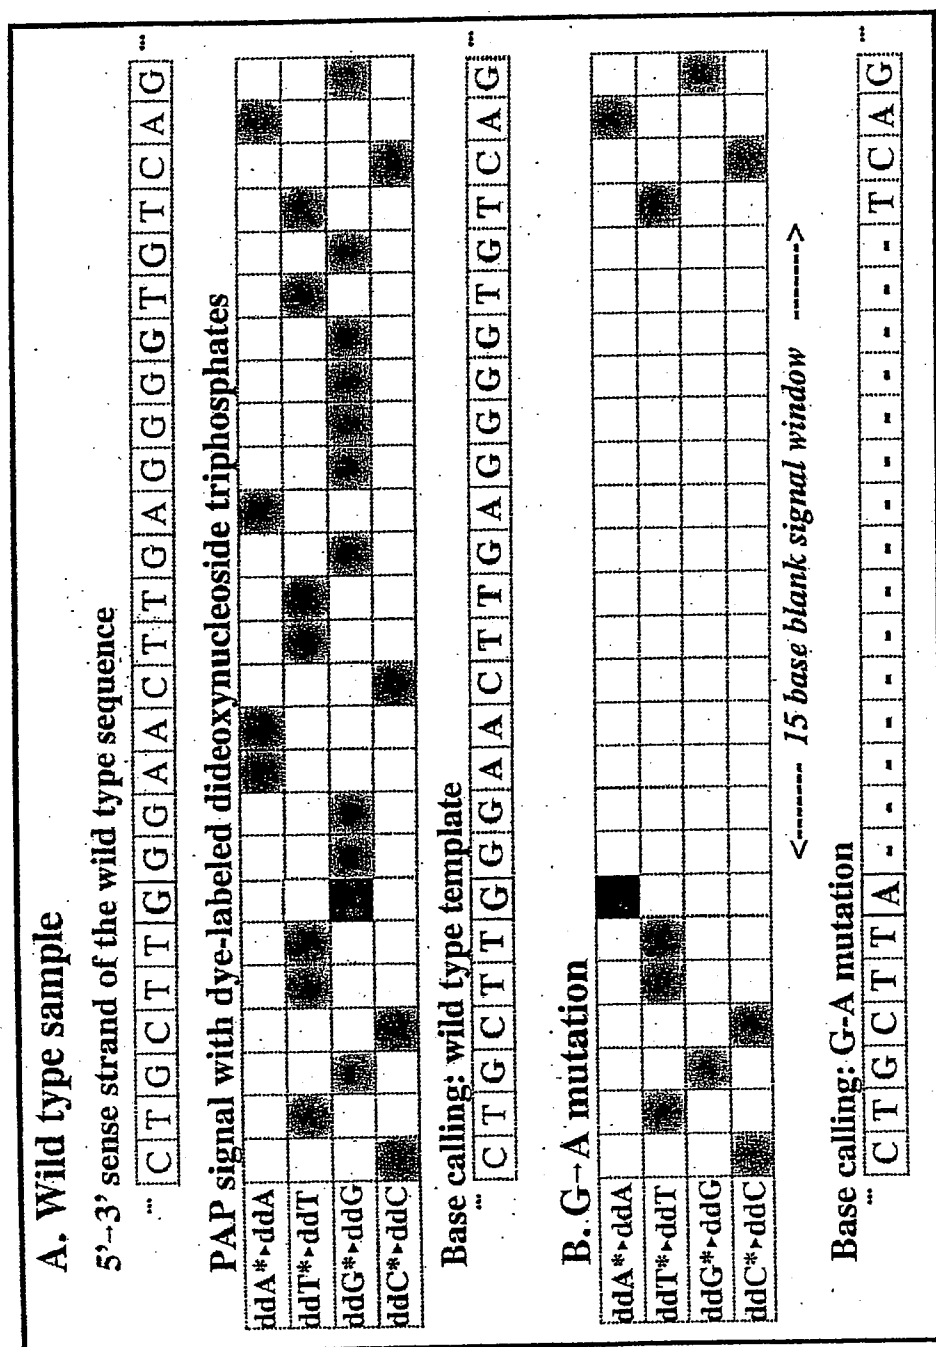 A. Wild type sample
5'→3' sense strand of the wild type sequence
... C T G C T T G G G A A C T T G A G G G G T G T C A G ...
PAP signal with dye-labeled dideoxynucleoside triphosphates
ddA*▸ddA
ddT*▸ddT
ddG*▸ddG
ddC*▸ddC
Base calling: wild type template
... C T G C T T G G G A A C T T G A G G G G T G T C A G ...
B. G→A mutation
ddA*▸ddA
ddT*▸ddT
ddG*▸ddG
ddC*▸ddC
<------- 15 base blank signal window ------->
Base calling: G-A mutation
... C T G C T T A - - - - - - - - - - - - - - - T C A G ...